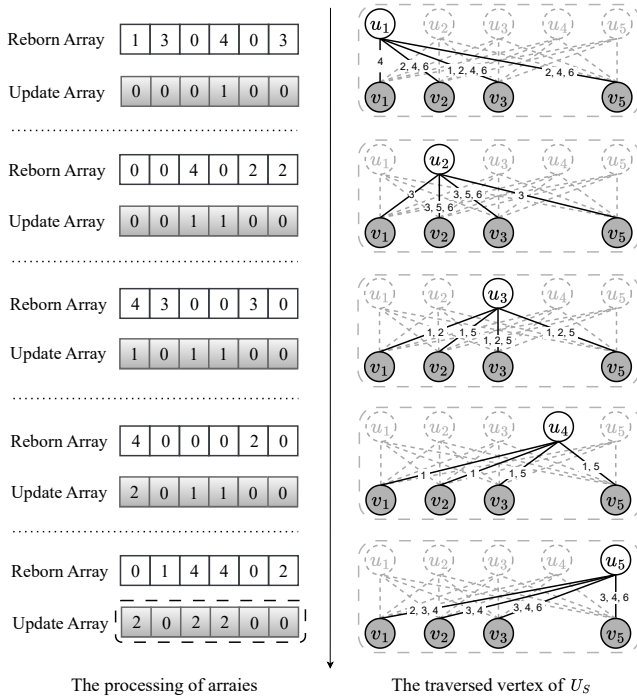 Reborn Array 1 3 0 4 0 3
Update Array 0 0 0 1 0 0
u1 u2 u3 u4 u5
4 2, 4, 6 1, 2, 4, 6 2, 4, 6
v1 v2 v3 v5
Reborn Array 0 0 4 0 2 2
Update Array 0 0 1 1 0 0
u1 u2 u3 u4 u5
3 3, 5, 6 3, 5, 6 3
v1 v2 v3 v5
Reborn Array 4 3 0 0 3 0
Update Array 1 0 1 1 0 0
u1 u2 u3 u4 u5
1, 2 1, 5 1, 2, 5 1, 2, 5
v1 v2 v3 v5
Reborn Array 4 0 0 0 2 0
Update Array 2 0 1 1 0 0
u1 u2 u3 u4 u5
1 1 1, 5 1, 5
v1 v2 v3 v5
Reborn Array 0 1 4 4 0 2
Update Array 2 0 2 2 0 0
u1 u2 u3 u4 u5
2, 3, 4 3, 4 3, 4, 6 3, 4, 6
v1 v2 v3 v5
The processing of arraies
The traversed vertex of US